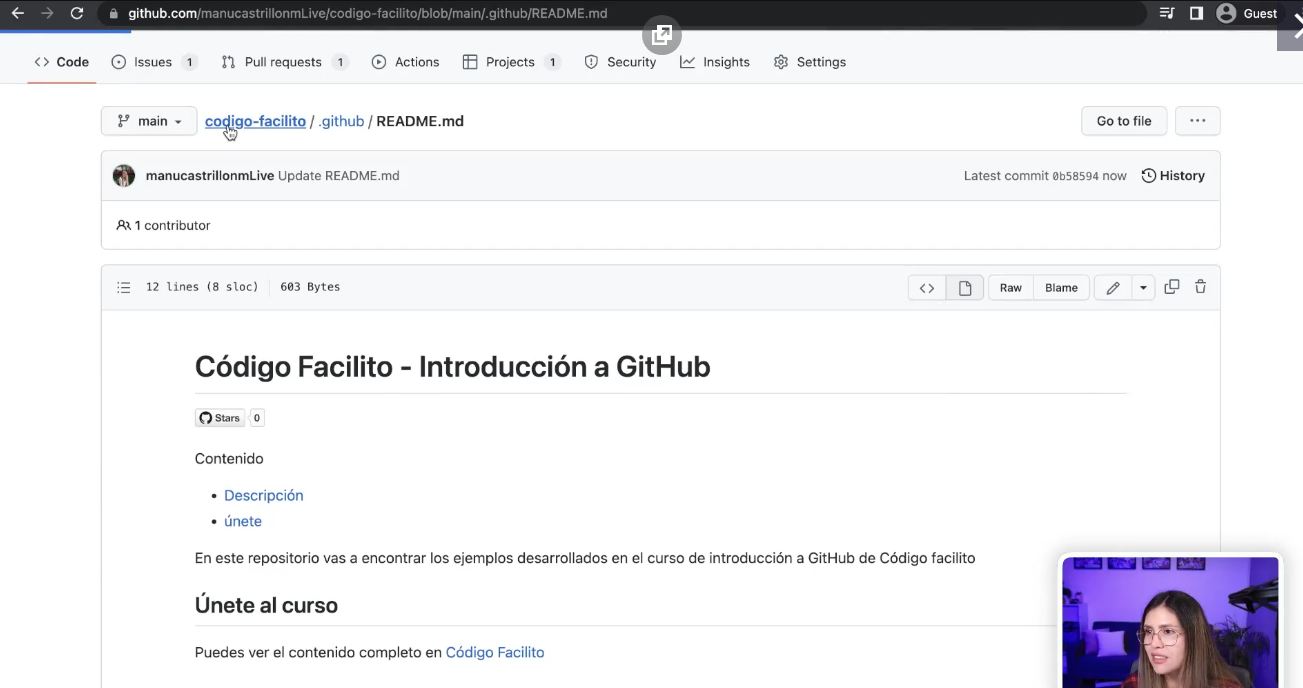 github.com/manucastrillonmLive/codigo-facilito/blob/main/.github/README.md
Guest
Code
Issues 1
Pull requests 1
Actions
Projects 1
Security
Insights
Settings
main
codigo-facilito / .github / README.md
Go to file
...
manucastrillonmLive Update README.md
Latest commit 0b58594 now
History
1 contributor
12 lines (8 sloc)
603 Bytes
<>
Raw
Blame
Código Facilito - Introducción a GitHub
Stars 0
Contenido
• Descripción
• únete
En este repositorio vas a encontrar los ejemplos desarrollados en el curso de introducción a GitHub de Código facilito
Únete al curso
Puedes ver el contenido completo en Código Facilito